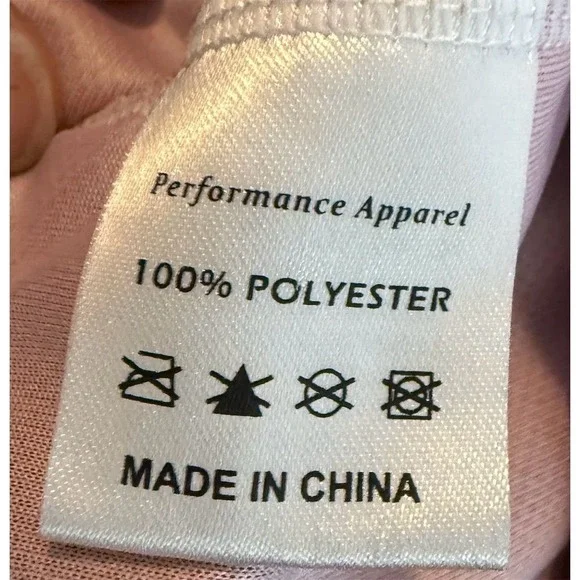 Performance Apparel
100% POLYESTER
MADE IN CHINA